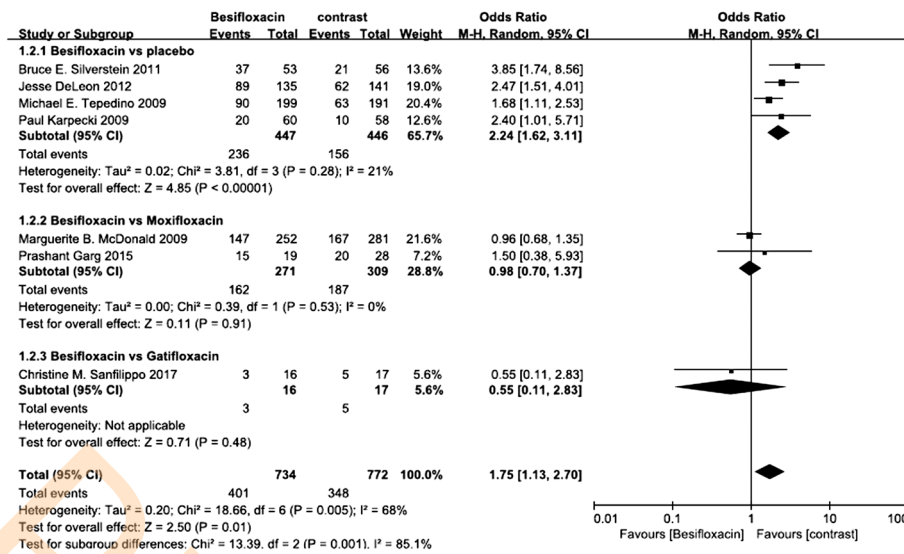 Besifloxacin contrast Odds Ratio Odds Ratio
Study or Subgroup Events Total Events Total Weight M-H. Random. 95% CI M-H. Random. 95% CI
1.2.1 Besifloxacin vs placebo
Bruce E. Silverstein 2011 37 53 21 56 13.6% 3.85 [1.74, 8.56]
Jesse DeLeon 2012 89 135 62 141 19.0% 2.47 [1.51, 4.01]
Michael E. Tepedino 2009 90 199 63 191 20.4% 1.68 [1.11, 2.53]
Paul Karpecki 2009 20 60 10 58 12.6% 2.40 [1.01, 5.71]
Subtotal (95% CI) 447 446 65.7% 2.24 [1.62, 3.11]
Total events 236 156
Heterogeneity: Tau² = 0.02; Chi² = 3.81, df = 3 (P = 0.28); I² = 21%
Test for overall effect: Z = 4.85 (P < 0.00001)
1.2.2 Besifloxacin vs Moxifloxacin
Marguerite B. McDonald 2009 147 252 167 281 21.6% 0.96 [0.68, 1.35]
Prashant Garg 2015 15 19 20 28 7.2% 1.50 [0.38, 5.93]
Subtotal (95% CI) 271 309 28.8% 0.98 [0.70, 1.37]
Total events 162 187
Heterogeneity: Tau² = 0.00; Chi² = 0.39, df = 1 (P = 0.53); I² = 0%
Test for overall effect: Z = 0.11 (P = 0.91)
1.2.3 Besifloxacin vs Gatifloxacin
Christine M. Sanfilippo 2017 3 16 5 17 5.6% 0.55 [0.11, 2.83]
Subtotal (95% CI) 16 17 5.6% 0.55 [0.11, 2.83]
Total events 3 5
Heterogeneity: Not applicable
Test for overall effect: Z = 0.71 (P = 0.48)
Total (95% CI) 734 772 100.0% 1.75 [1.13, 2.70]
Total events 401 348
Heterogeneity: Tau² = 0.20; Chi² = 18.66, df = 6 (P = 0.005); I² = 68%
Test for overall effect: Z = 2.50 (P = 0.01)
Test for subgroup differences: Chi² = 13.39. df = 2 (P = 0.001). I² = 85.1%
0.01 0.1 1 10 100
Favours [Besifloxacin] Favours [contrast]